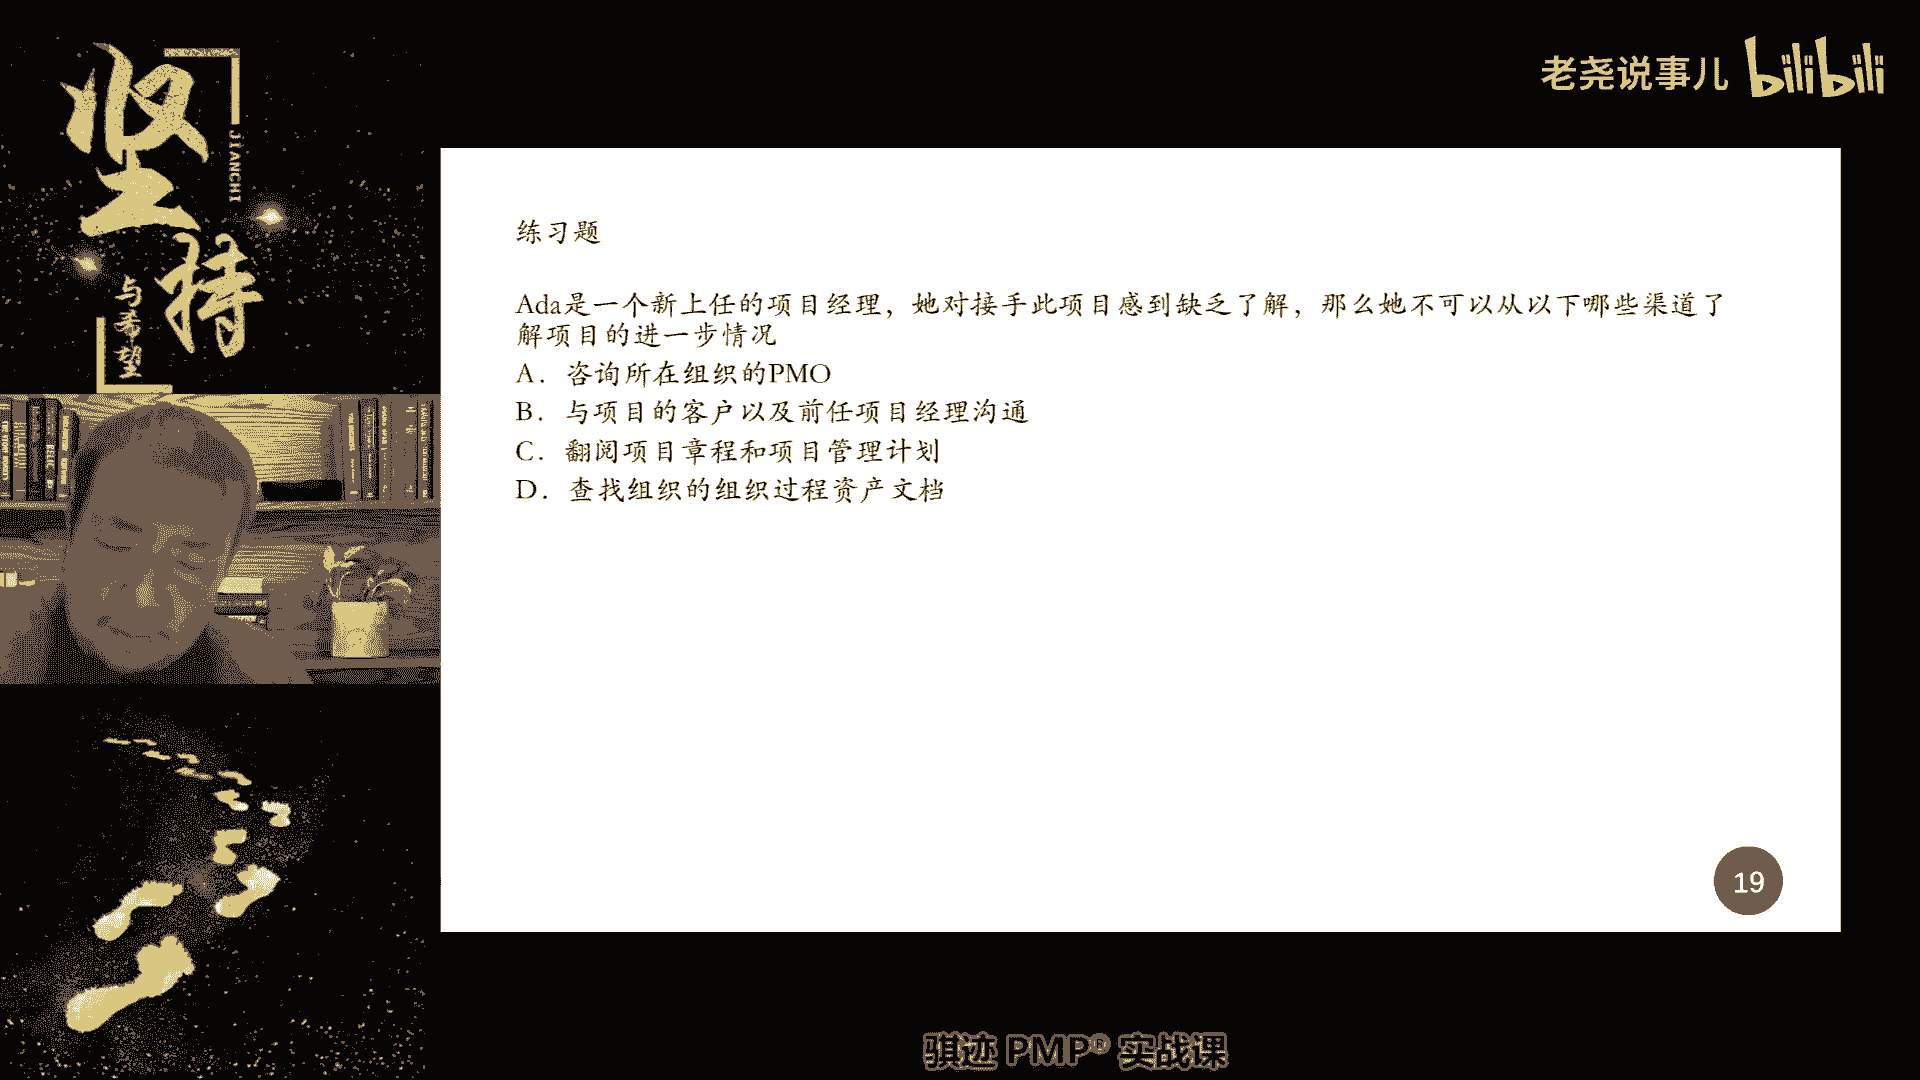 坚持
JIANCHI
与希望
老尧说事儿 bilibili
练习题
Ada是一个新上任的项目经理，她对接手此项目感到缺乏了解，那么她不可以从以下哪些渠道了
解项目的进一步情况
A．咨询所在组织的PMO
B．与项目的客户以及前任项目经理沟通
C．翻阅项目章程和项目管理计划
D．查找组织的组织过程资产文档
19
骐迹 PMP® 实战课